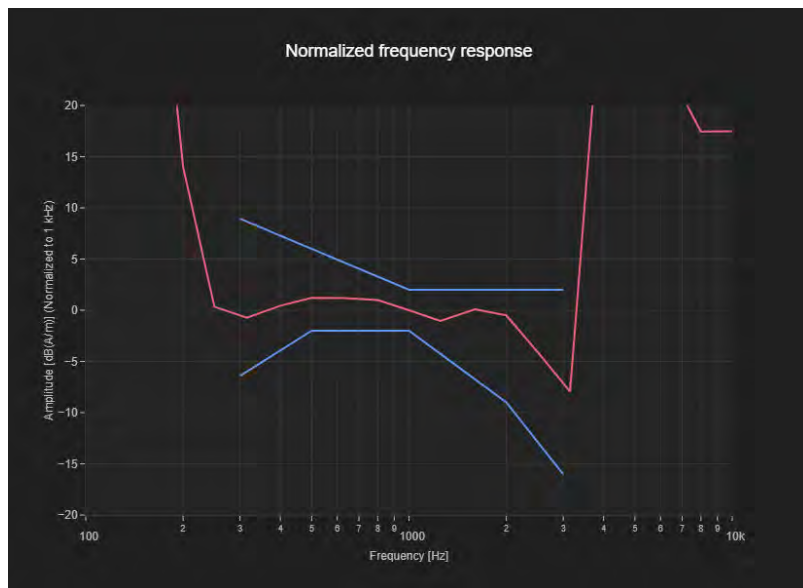 Normalized frequency response
20
15
10
5
0
−5
−10
−15
−20
Amplitude [dB(A/m)] (Normalized to 1 kHz)
100 2 3 4 5 6 7 8 9 1000 2 3 4 5 6 7 8 9 10k
Frequency [Hz]